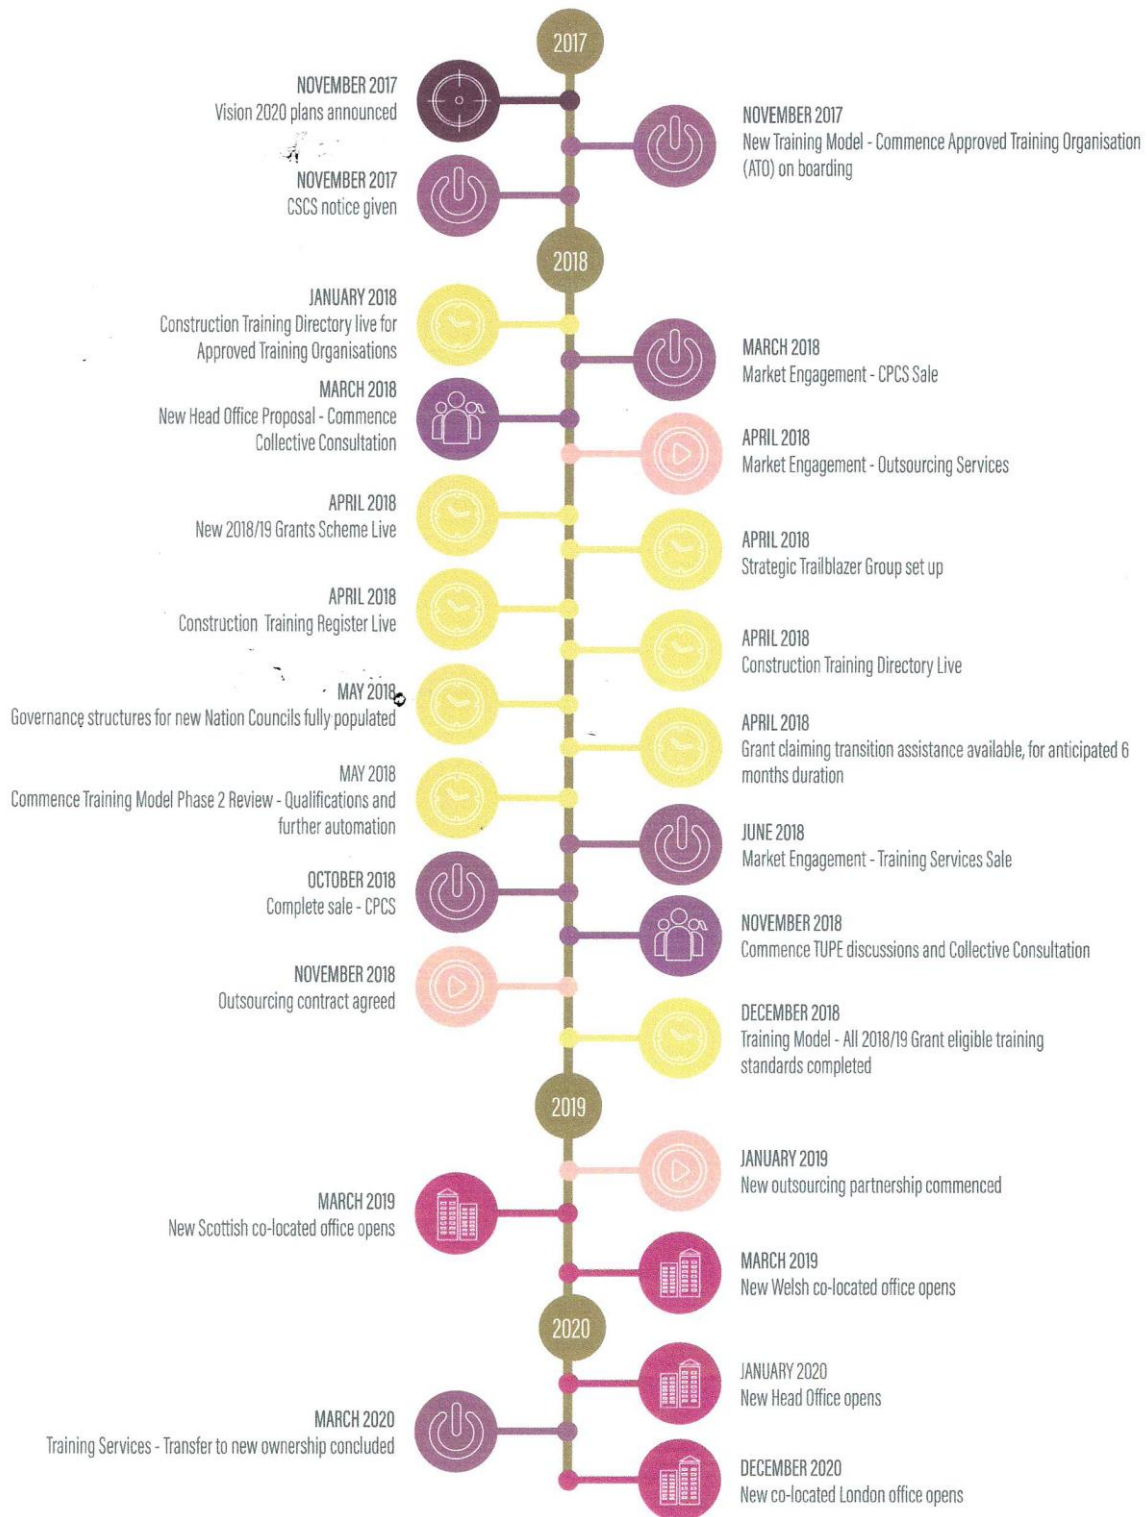 2017
NOVEMBER 2017
Vision 2020 plans announced
NOVEMBER 2017
New Training Model - Commence Approved Training Organisation
(ATO) on boarding
NOVEMBER 2017
CSCS notice given
2018
JANUARY 2018
Construction Training Directory live for
Approved Training Organisations
MARCH 2018
Market Engagement - CPCS Sale
MARCH 2018
New Head Office Proposal - Commence
Collective Consultation
APRIL 2018
Market Engagement - Outsourcing Services
APRIL 2018
New 2018/19 Grants Scheme Live
APRIL 2018
Strategic Trailblazer Group set up
APRIL 2018
Construction Training Register Live
APRIL 2018
Construction Training Directory Live
MAY 2018
Governance structures for new Nation Councils fully populated
APRIL 2018
Grant claiming transition assistance available, for anticipated 6
months duration
MAY 2018
Commence Training Model Phase 2 Review - Qualifications and
further automation
JUNE 2018
Market Engagement - Training Services Sale
OCTOBER 2018
Complete sale - CPCS
NOVEMBER 2018
Commence TUPE discussions and Collective Consultation
NOVEMBER 2018
Outsourcing contract agreed
DECEMBER 2018
Training Model - All 2018/19 Grant eligible training
standards completed
2019
JANUARY 2019
New outsourcing partnership commenced
MARCH 2019
New Scottish co-located office opens
MARCH 2019
New Welsh co-located office opens
2020
JANUARY 2020
New Head Office opens
MARCH 2020
Training Services - Transfer to new ownership concluded
DECEMBER 2020
New co-located London office opens